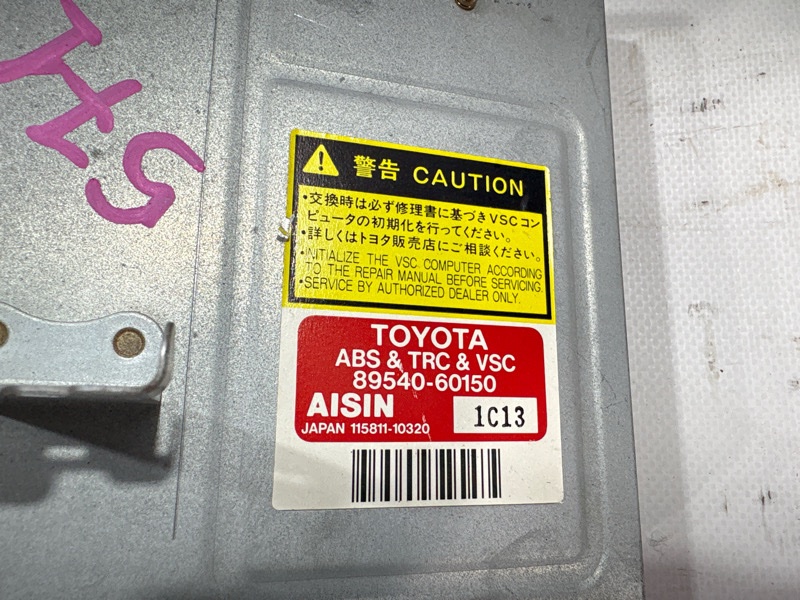 警告 CAUTION
・交換時は必ず修理書に基づきVSCコン
ピュータの初期化を行ってください。
・詳しくはトヨタ販売店にご相談ください。
・INITIALIZE THE VSC COMPUTER ACCORDING
TO THE REPAIR MANUAL BEFORE SERVICING.
・SERVICE BY AUTHORIZED DEALER ONLY.
TOYOTA
ABS & TRC & VSC
89540-60150
AISIN 1C13
JAPAN 115811-10320